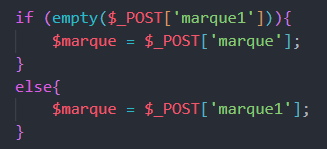 if (empty($_POST['marque1'])){
    $marque = $_POST['marque'];
}
else{
    $marque = $_POST['marque1'];
}